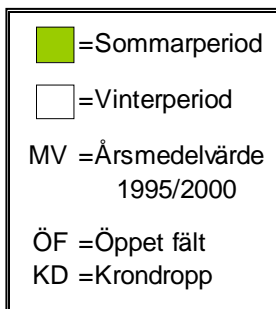 =Sommarperiod
=Vinterperiod
MV =Årsmedelvärde
1995/2000
ÖF =Öppet fält
KD =Krondropp